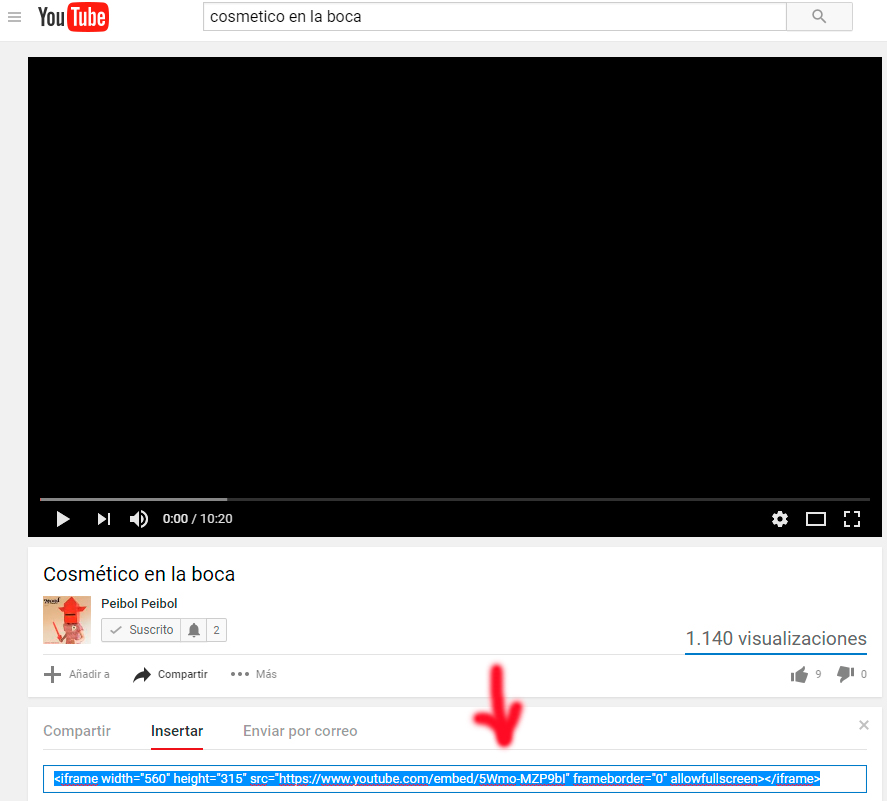 YouTube
cosmetico en la boca
0:00 / 10:20
Cosmético en la boca
Peibol Peibol
Suscrito 2
1.140 visualizaciones
Añadir a Compartir Más 9 0
Compartir Insertar Enviar por correo
<iframe width="560" height="315" src="https://www.youtube.com/embed/5Wmo-MZP9bI" frameborder="0" allowfullscreen></iframe>